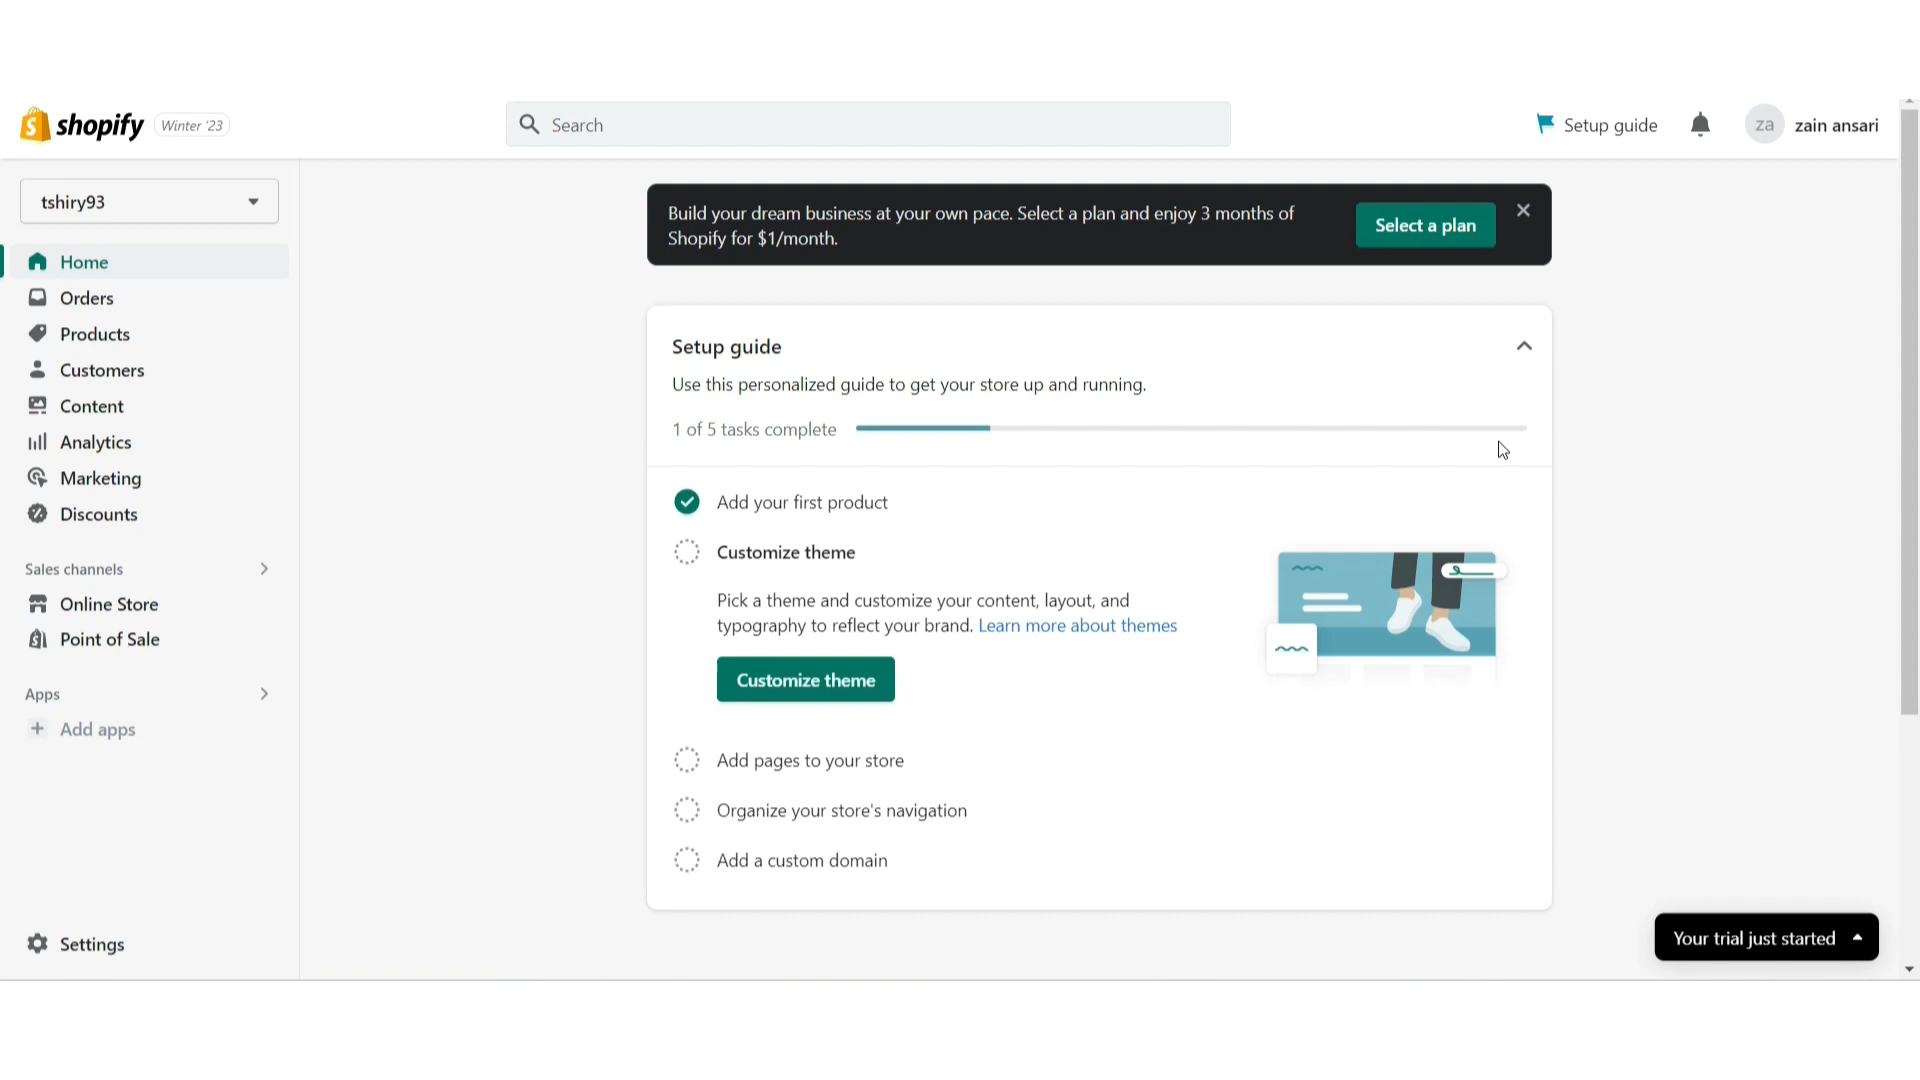 shopify
Winter '23
Search
Setup guide
za
zain ansari
tshiry93
Home
Orders
Products
Customers
Content
Analytics
Marketing
Discounts
Sales channels
Online Store
Point of Sale
Apps
Add apps
Settings
Build your dream business at your own pace. Select a plan and enjoy 3 months of
Shopify for $1/month.
Select a plan
Setup guide
Use this personalized guide to get your store up and running.
1 of 5 tasks complete
Add your first product
Customize theme
Pick a theme and customize your content, layout, and
typography to reflect your brand. Learn more about themes
Customize theme
Add pages to your store
Organize your store's navigation
Add a custom domain
Your trial just started